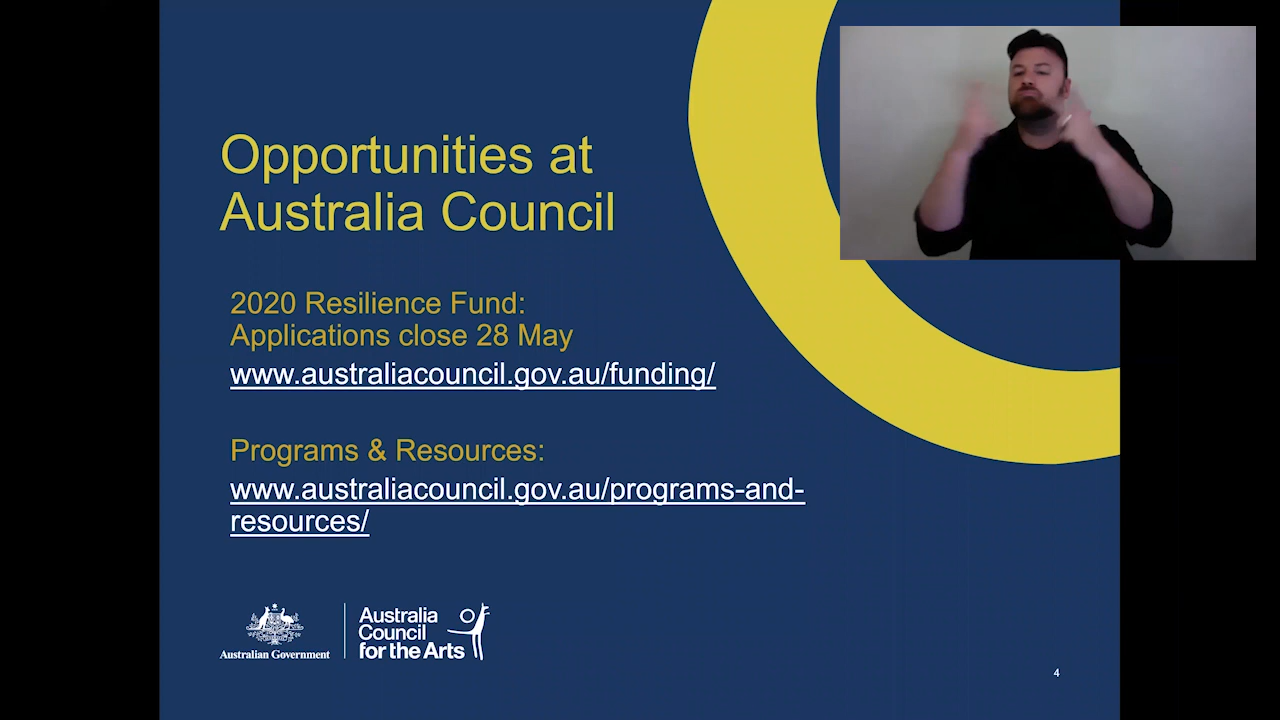 Opportunities at
Australia Council
2020 Resilience Fund:
Applications close 28 May
www.australiacouncil.gov.au/funding/
Programs & Resources:
www.australiacouncil.gov.au/programs-and-
resources/
Australian Government
Australia
Council
for the Arts
4